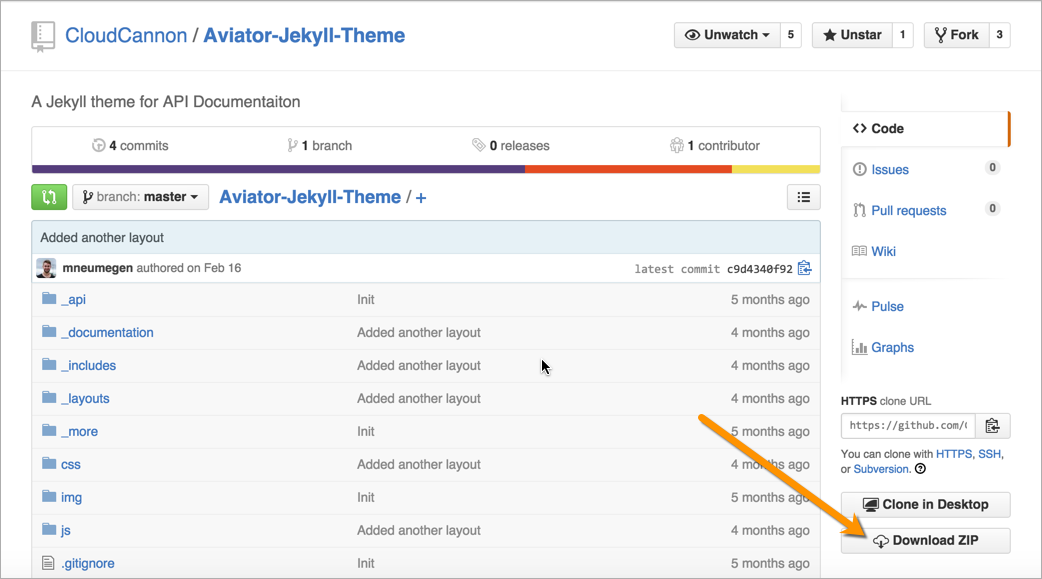 CloudCannon / Aviator-Jekyll-Theme
Unwatch 5 Unstar 1 Fork 3
A Jekyll theme for API Documentaiton
4 commits 1 branch 0 releases 1 contributor
branch: master Aviator-Jekyll-Theme / +
Added another layout
mneumegen authored on Feb 16 latest commit c9d4340f92
_api Init 5 months ago
_documentation Added another layout 4 months ago
_includes Added another layout 4 months ago
_layouts Added another layout 4 months ago
_more Init 5 months ago
css Added another layout 4 months ago
img Init 5 months ago
js Added another layout 4 months ago
.gitignore Init 5 months ago
Code
Issues 0
Pull requests 0
Wiki
Pulse
Graphs
HTTPS clone URL
https://github.com/
You can clone with HTTPS, SSH,
or Subversion.
Clone in Desktop
Download ZIP